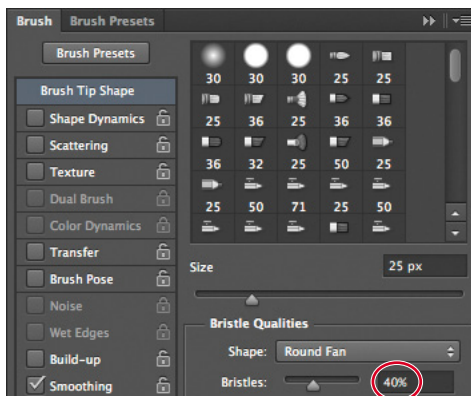 Brush Brush Presets
Brush Presets
Brush Tip Shape
Shape Dynamics
Scattering
Texture
Dual Brush
Color Dynamics
Transfer
Brush Pose
Noise
Wet Edges
Build-up
Smoothing
30 30 30 25 25
25 36 25 36 36
36 32 25 50 25
25 50 71 25 50
Size 25 px
Bristle Qualities
Shape: Round Fan
Bristles: 40%